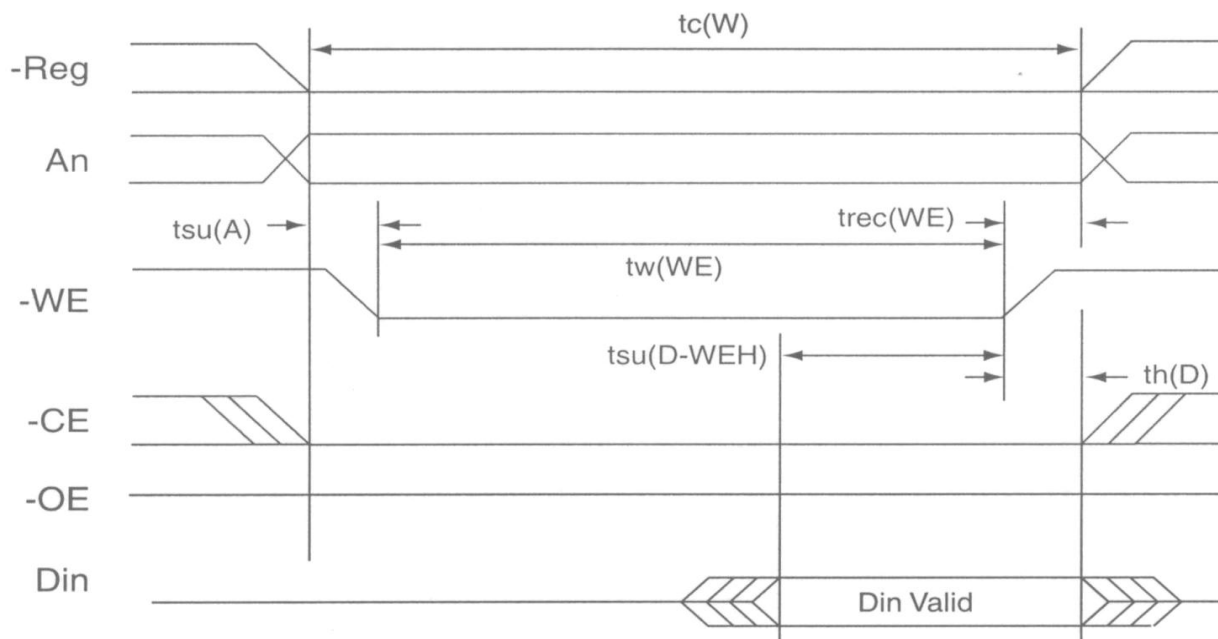 tc(W)
-Reg
An
tsu(A)
trec(WE)
tw(WE)
-WE
tsu(D-WEH)
th(D)
-CE
-OE
Din
Din Valid